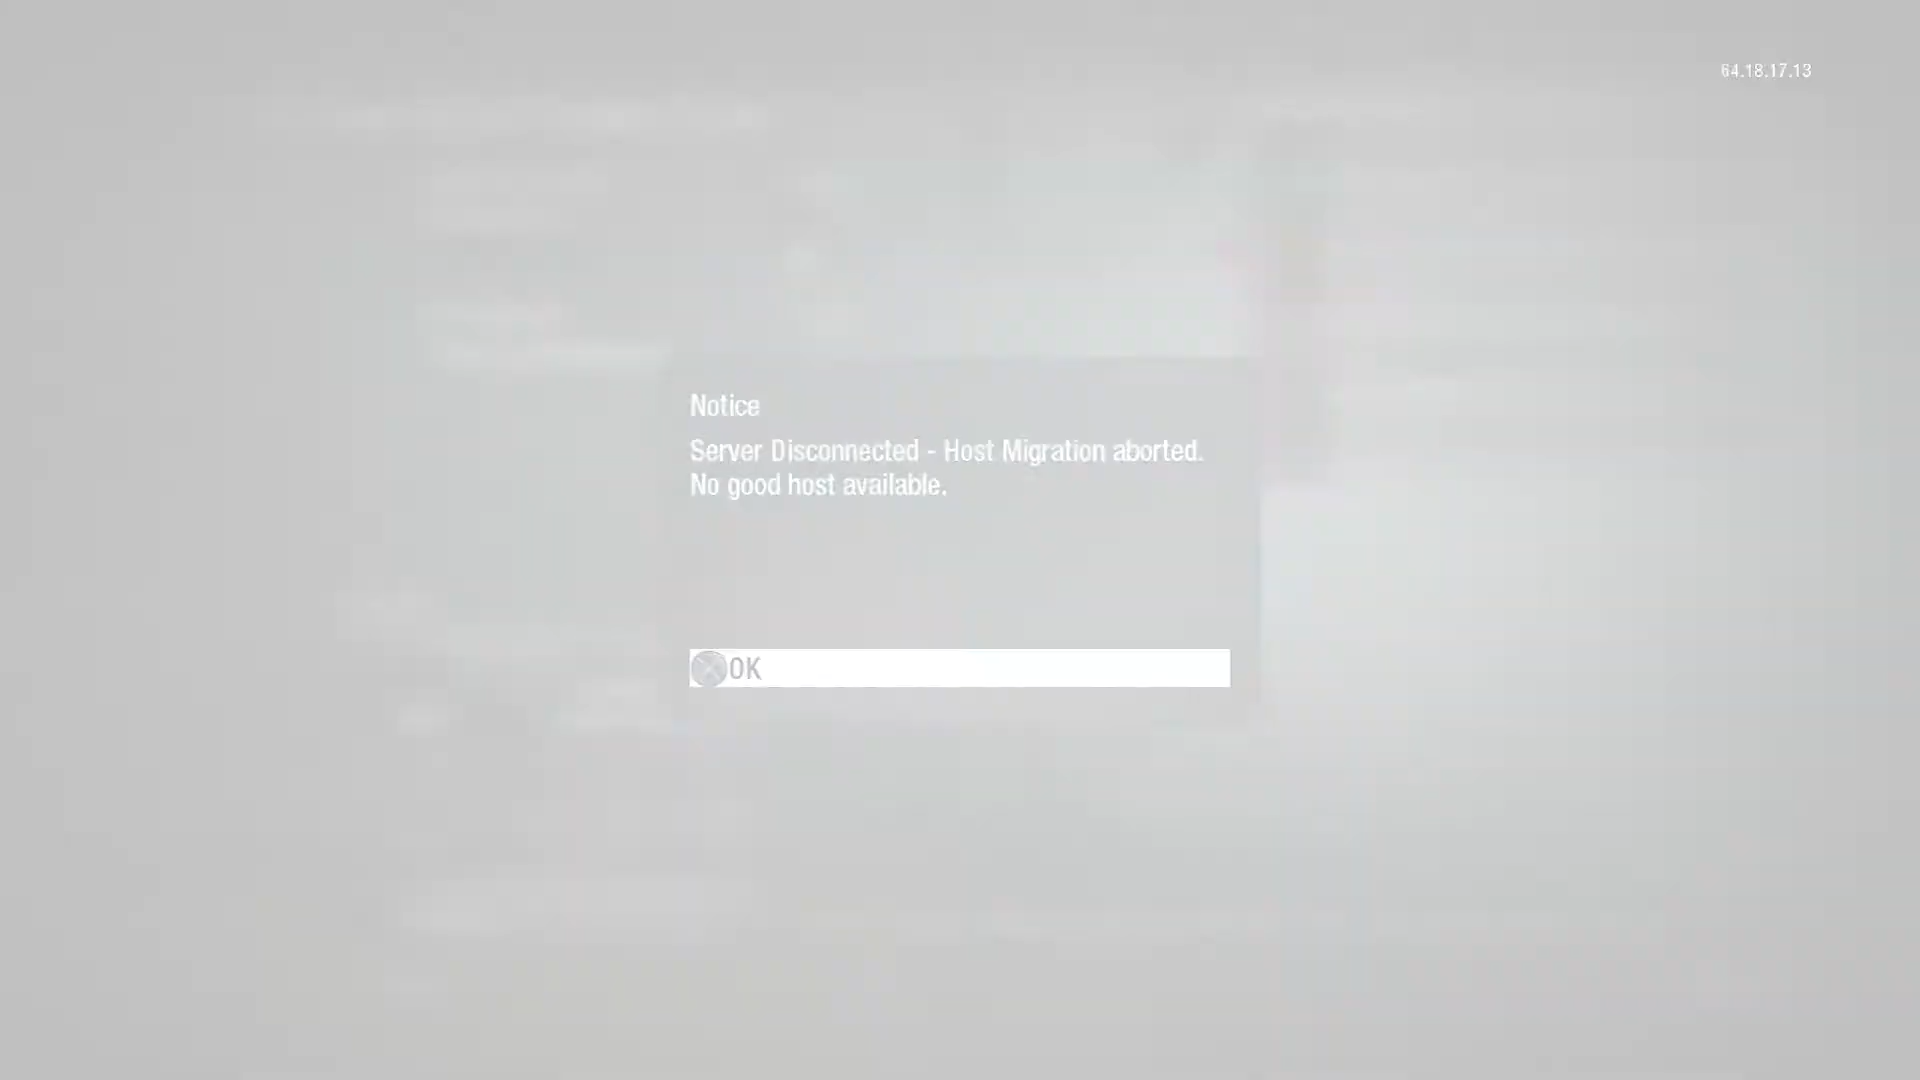 64.18.17.13
Notice
Server Disconnected - Host Migration aborted.
No good host available.
OK